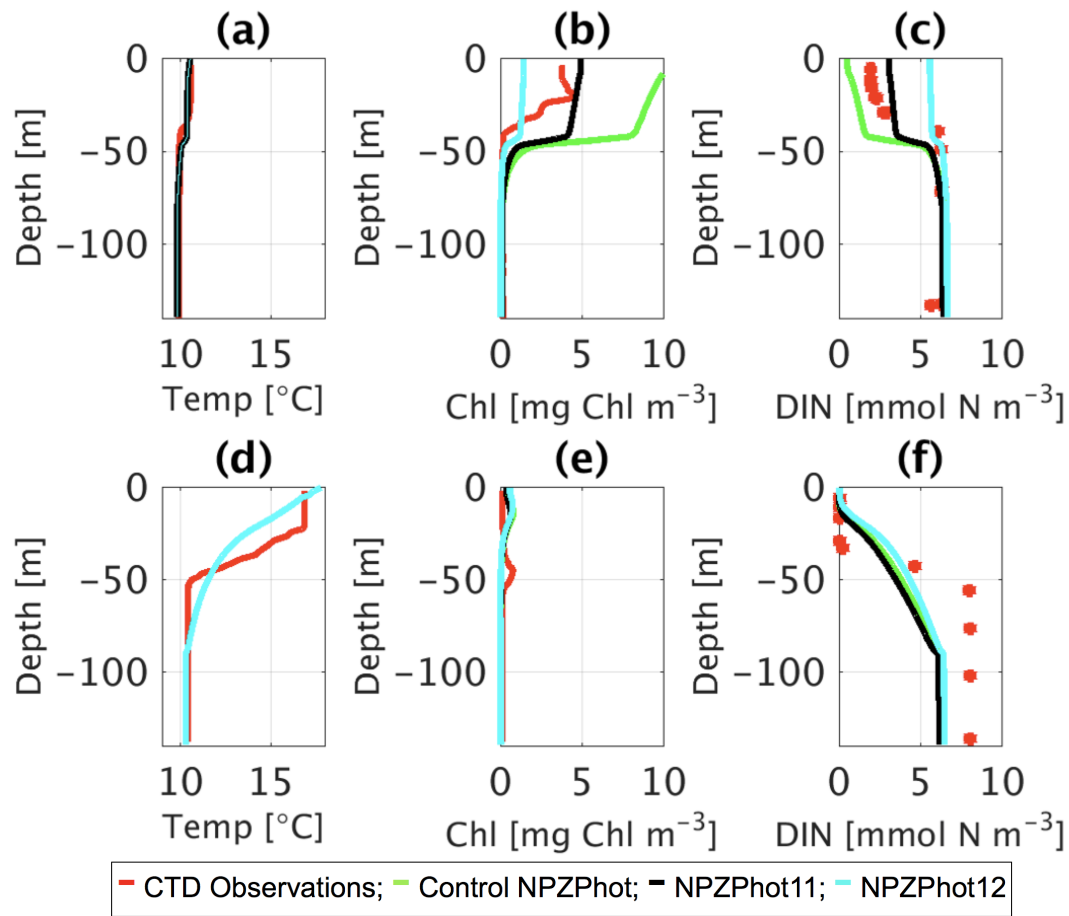 (a) (b) (c)
0 0 0
−50 −50 −50
−100 −100 −100
Depth [m] Depth [m] Depth [m]
10 15 0 5 10 0 5 10
Temp [°C] Chl [mg Chl m⁻³] DIN [mmol N m⁻³]
(d) (e) (f)
0 0 0
−50 −50 −50
−100 −100 −100
Depth [m] Depth [m] Depth [m]
10 15 0 5 10 0 5 10
Temp [°C] Chl [mg Chl m⁻³] DIN [mmol N m⁻³]
CTD Observations; Control NPZPhot; NPZPhot11; NPZPhot12